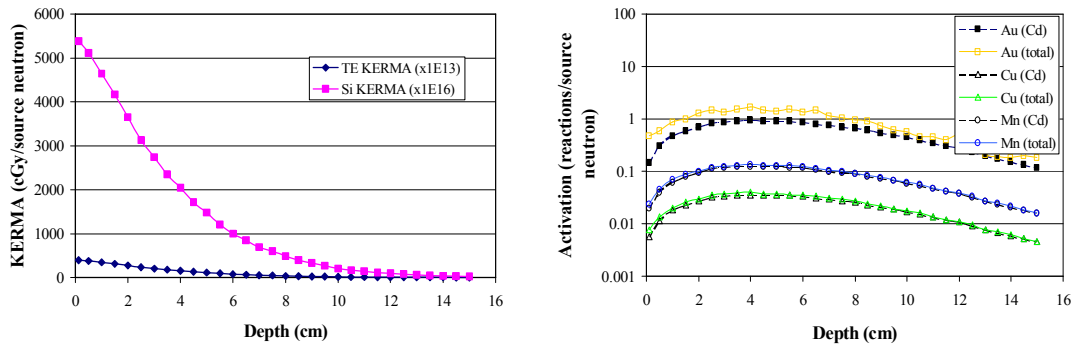 6000
5000
4000
3000
2000
1000
0
KERMA (cGy/source neutron)
TE KERMA (x1E13)
Si KERMA (x1E16)
0 2 4 6 8 10 12 14 16
Depth (cm)
100
10
1
0.1
0.01
0.001
Activation (reactions/source
neutron)
Au (Cd)
Au (total)
Cu (Cd)
Cu (total)
Mn (Cd)
Mn (total)
0 2 4 6 8 10 12 14 16
Depth (cm)